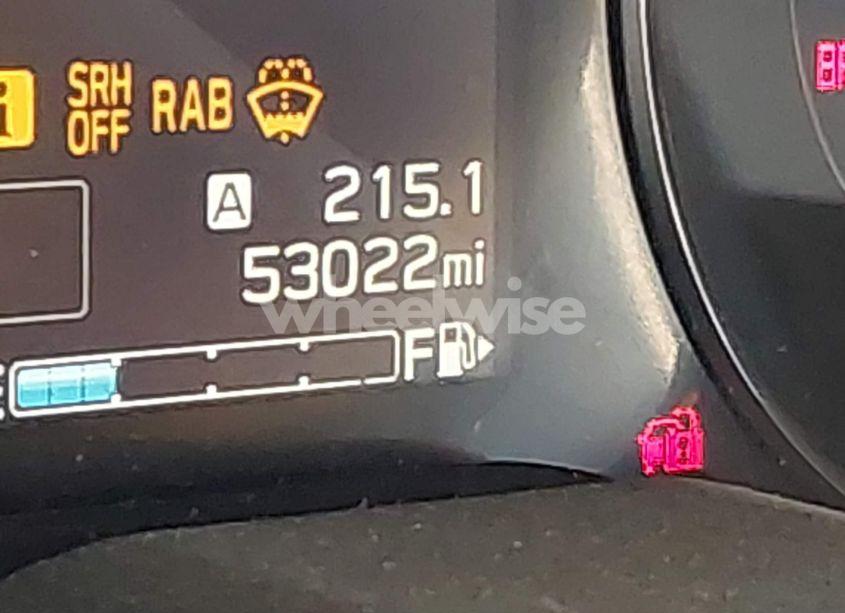 SRH
OFF
RAB
A 215.1
53022mi
wheelwise
F